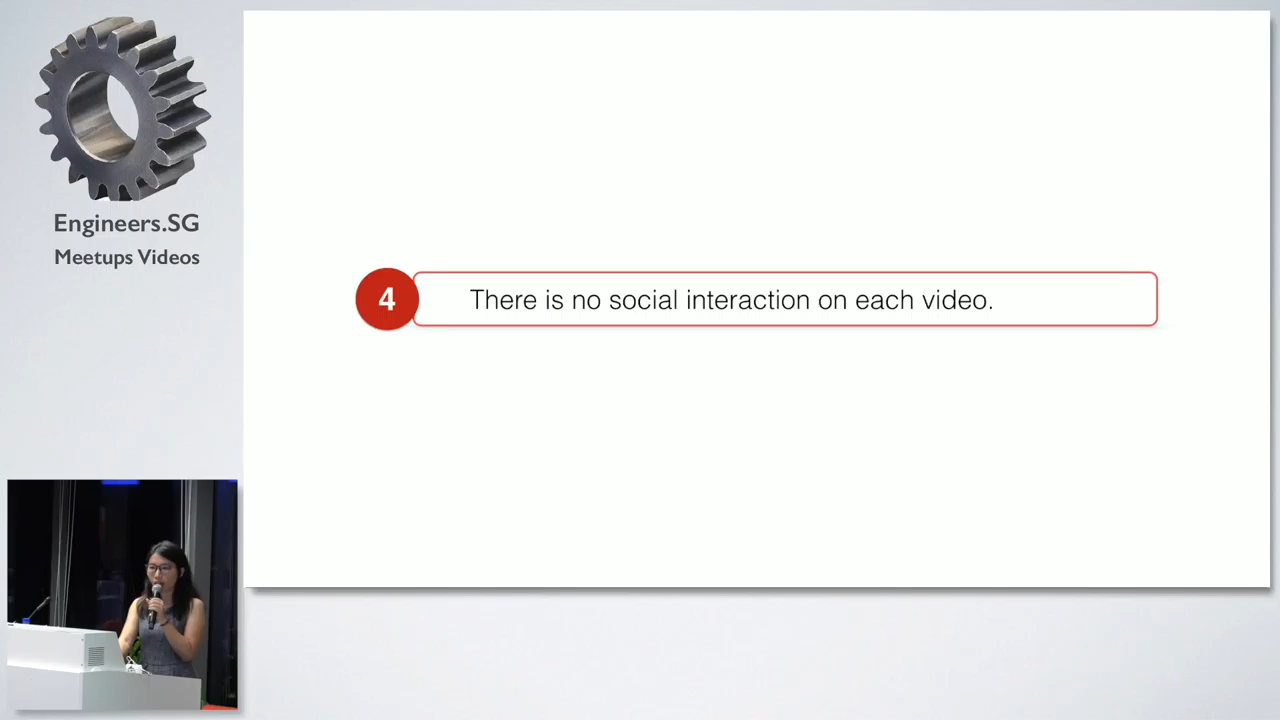 Engineers.SG
Meetups Videos
4
There is no social interaction on each video.